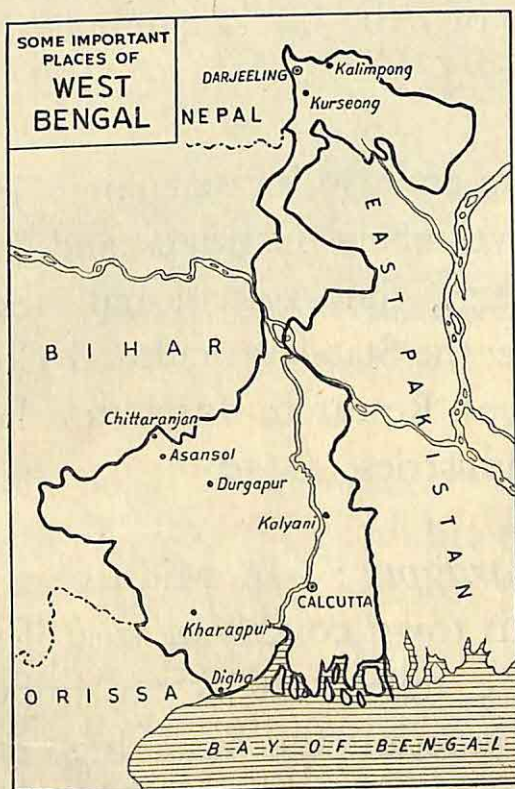 SOME IMPORTANT
PLACES OF
WEST
BENGAL
NEPAL
DARJEELING
Kalimpong
Kurseong
EAST PAKISTAN
BIHAR
Chittaranjan
Asansol
Durgapur
Kalyani
CALCUTTA
Kharagpur
Digha
ORISSA
BAY OF BENGAL